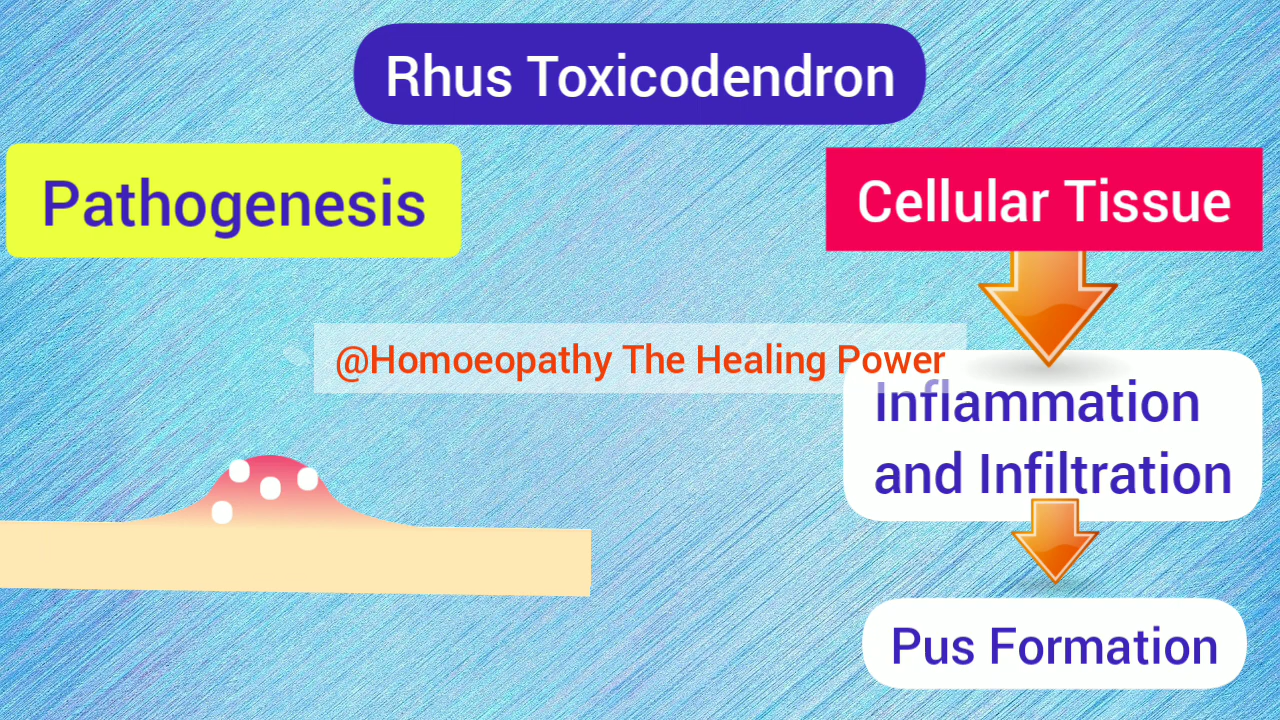 Rhus Toxicodendron
Pathogenesis
Cellular Tissue
@Homoeopathy The Healing Power
Inflammation
and Infiltration
Pus Formation